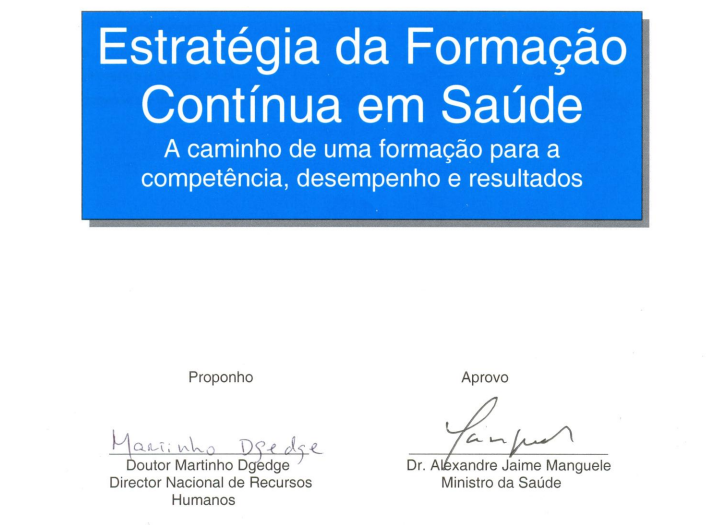 Estratégia da Formação
Contínua em Saúde
A caminho de uma formação para a
competência, desempenho e resultados
Proponho
Aprovo
Martinho Dgedge
Doutor Martinho Dgedge
Director Nacional de Recursos
Humanos
Dr. Alexandre Jaime Manguele
Ministro da Saúde